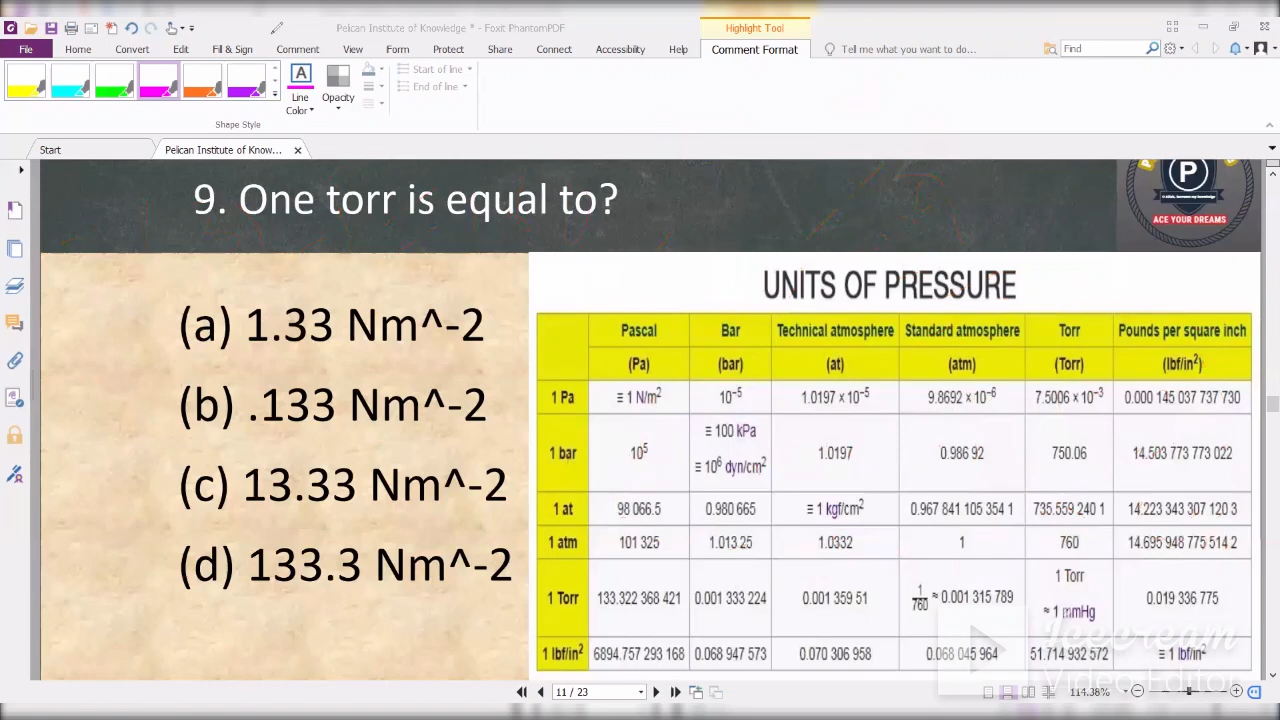 Pelican Institute of Knowledge * - Foxit PhantomPDF
Highlight Tool
File Home Convert Edit Fill & Sign Comment View Form Protect Share Connect Accessibility Help Comment Format Tell me what you want to do... Find
Line Color
Opacity
Start of line
End of line
Shape Style
Start
Pelican Institute of Know...
9. One torr is equal to?
P
ACE YOUR DREAMS
(a) 1.33 Nm^-2
(b) .133 Nm^-2
(c) 13.33 Nm^-2
(d) 133.3 Nm^-2
UNITS OF PRESSURE
Pascal Bar Technical atmosphere Standard atmosphere Torr Pounds per square inch
(Pa) (bar) (at) (atm) (Torr) (lbf/in²)
1 Pa ≡ 1 N/m² 10⁻⁵ 1.0197 x 10⁻⁵ 9.8692 x 10⁻⁶ 7.5006 x 10⁻³ 0.000 145 037 737 730
1 bar 10⁵ ≡ 100 kPa ≡ 10⁶ dyn/cm² 1.0197 0.986 92 750.06 14.503 773 773 022
1 at 98 066.5 0.980 665 ≡ 1 kgf/cm² 0.967 841 105 354 1 735.559 240 1 14.223 343 307 120 3
1 atm 101 325 1.013 25 1.0332 1 760 14.695 948 775 514 2
1 Torr 133.322 368 421 0.001 333 224 0.001 359 51 1/760 ≈ 0.001 315 789 1 Torr ≈ 1 mmHg 0.019 336 775
1 lbf/in² 6894.757 293 168 0.068 947 573 0.070 306 958 0.068 045 964 51.714 932 572 ≡ 1 lbf/in²
Icecream
Video Editor
11 / 23
114.38%